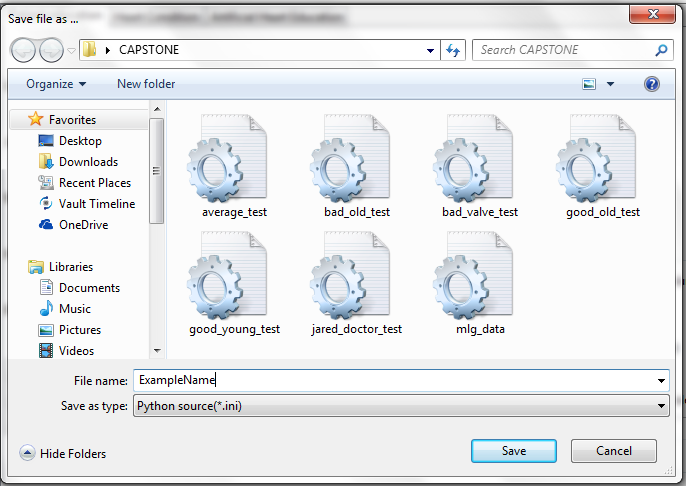 Save file as ...
CAPSTONE
Search CAPSTONE
Organize
New folder
Favorites
Desktop
Downloads
Recent Places
Vault Timeline
OneDrive
Libraries
Documents
Music
Pictures
Videos
average_test
bad_old_test
bad_valve_test
good_old_test
good_young_test
jared_doctor_test
mlg_data
File name: ExampleName
Save as type: Python source(*.ini)
Hide Folders
Save
Cancel